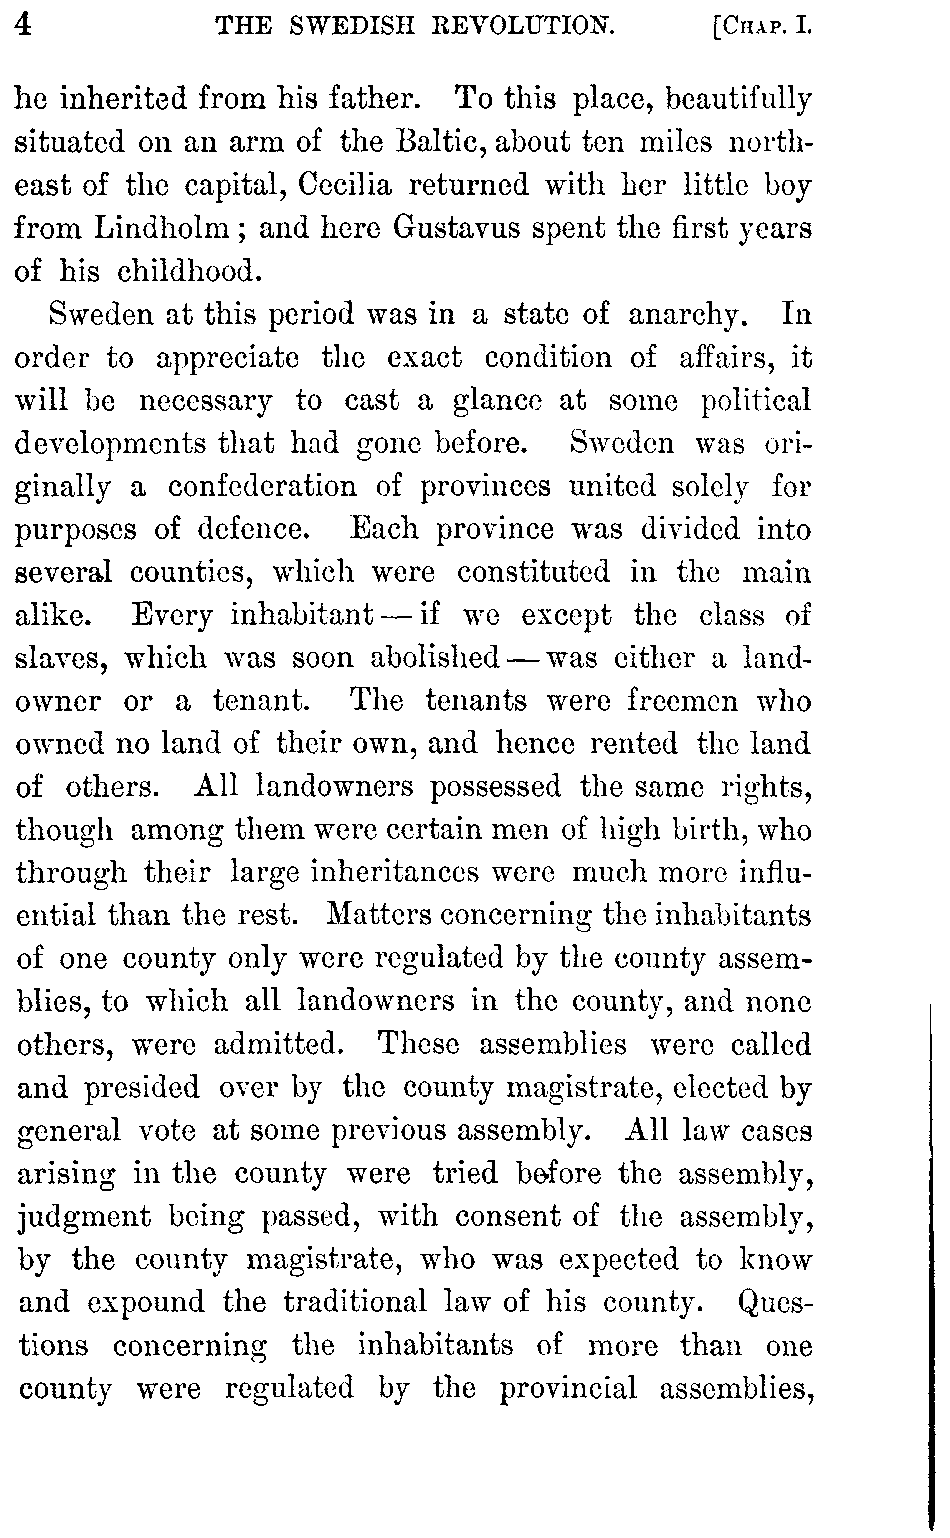 4 THE SWEDISH REVOLUTION. [CHAP. I.
he inherited from his father. To this place, beautifully
situated on an arm of the Baltic, about ten miles north-
east of the capital, Cecilia returned with her little boy
from Lindholm; and here Gustavus spent the first years
of his childhood.
Sweden at this period was in a state of anarchy. In
order to appreciate the exact condition of affairs, it
will be necessary to cast a glance at some political
developments that had gone before. Sweden was ori-
ginally a confederation of provinces united solely for
purposes of defence. Each province was divided into
several counties, which were constituted in the main
alike. Every inhabitant — if we except the class of
slaves, which was soon abolished — was either a land-
owner or a tenant. The tenants were freemen who
owned no land of their own, and hence rented the land
of others. All landowners possessed the same rights,
though among them were certain men of high birth, who
through their large inheritances were much more influ-
ential than the rest. Matters concerning the inhabitants
of one county only were regulated by the county assem-
blies, to which all landowners in the county, and none
others, were admitted. These assemblies were called
and presided over by the county magistrate, elected by
general vote at some previous assembly. All law cases
arising in the county were tried before the assembly,
judgment being passed, with consent of the assembly,
by the county magistrate, who was expected to know
and expound the traditional law of his county. Ques-
tions concerning the inhabitants of more than one
county were regulated by the provincial assemblies,